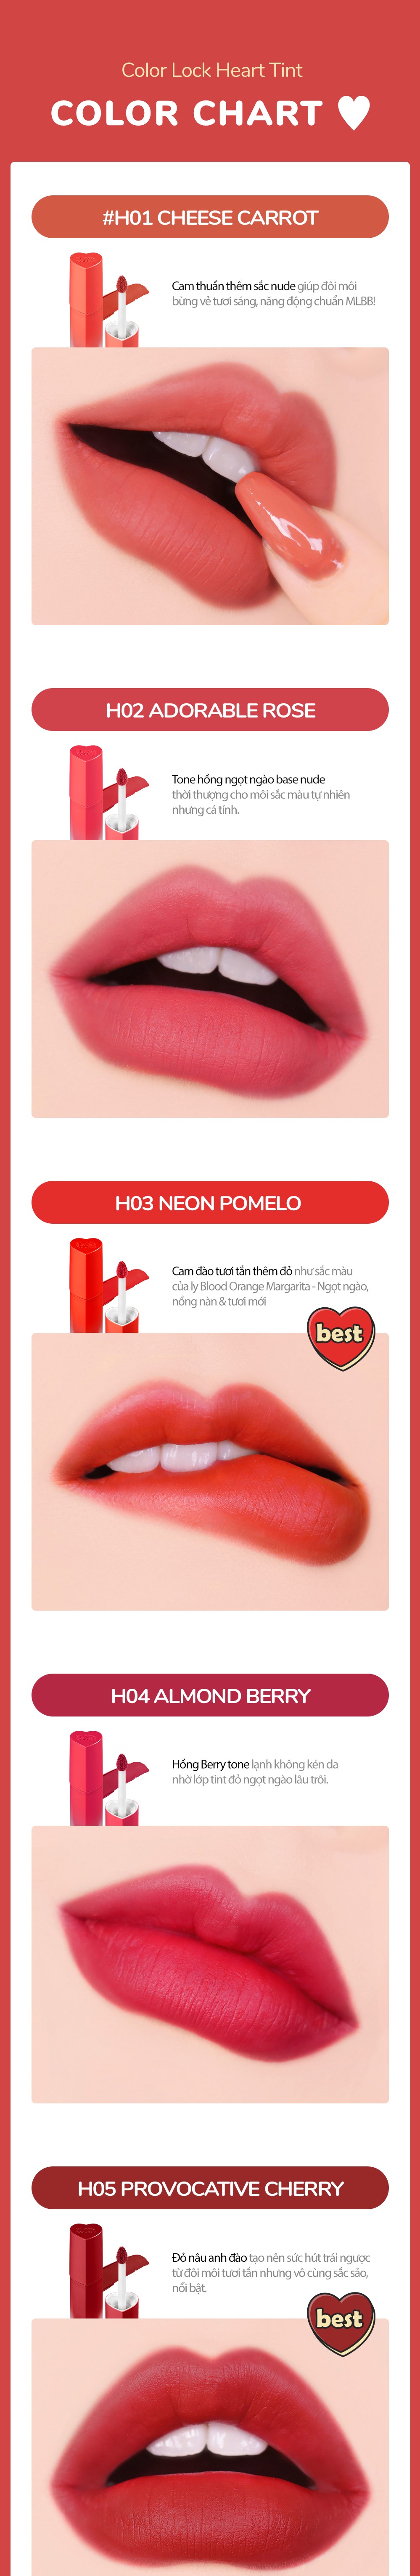 Color Lock Heart Tint
COLOR CHART
#H01 CHEESE CARROT
Cam thuần thêm sắc nude giúp đôi môi
bừng vẻ tươi sáng, năng động chuẩn MLBB!
H02 ADORABLE ROSE
Tone hồng ngọt ngào base nude
thời thượng cho môi sắc màu tự nhiên
nhưng cá tính.
H03 NEON POMELO
Cam đào tươi tắn thêm đỏ như sắc màu
của ly Blood Orange Margarita - Ngọt ngào,
nồng nàn & tươi mới
best
H04 ALMOND BERRY
Hồng Berry tone lạnh không kén da
nhờ lớp tint đỏ ngọt ngào lâu trôi.
H05 PROVOCATIVE CHERRY
Đỏ nâu anh đào tạo nên sức hút trái ngược
từ đôi môi tươi tắn nhưng vô cùng sắc sảo,
nổi bật.
best